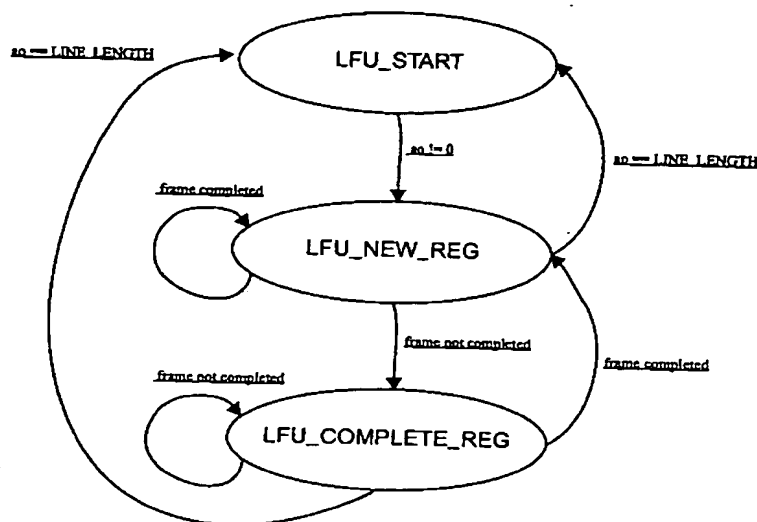 ao == LINE_LENGTH
LFU_START
ao != 0
ao == LINE_LENGTH
frame completed
LFU_NEW_REG
frame not completed
frame completed
frame not completed
LFU_COMPLETE_REG